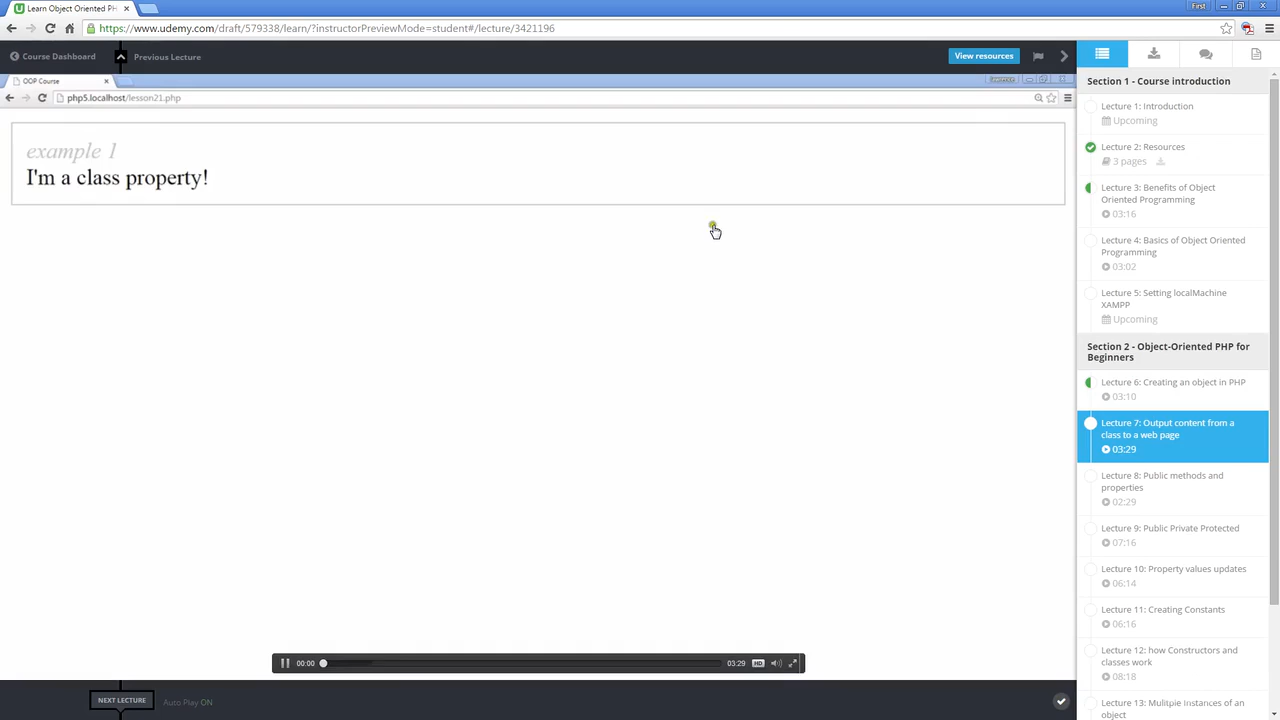 Learn Object Oriented PH
First
https://www.udemy.com/draft/579338/learn/?instructorPreviewMode=student#/lecture/3421196
Course Dashboard
Previous Lecture
View resources
OOP Course
php5.localhost/lesson21.php
example 1
I'm a class property!
00:00
03:29
HD
NEXT LECTURE
Auto Play ON
Section 1 - Course introduction
Lecture 1: Introduction
Upcoming
Lecture 2: Resources
3 pages
Lecture 3: Benefits of Object
Oriented Programming
03:16
Lecture 4: Basics of Object Oriented
Programming
03:02
Lecture 5: Setting localMachine
XAMPP
Upcoming
Section 2 - Object-Oriented PHP for
Beginners
Lecture 6: Creating an object in PHP
03:10
Lecture 7: Output content from a
class to a web page
03:29
Lecture 8: Public methods and
properties
02:29
Lecture 9: Public Private Protected
07:16
Lecture 10: Property values updates
06:14
Lecture 11: Creating Constants
06:16
Lecture 12: how Constructors and
classes work
08:18
Lecture 13: Mulitpie Instances of an
object